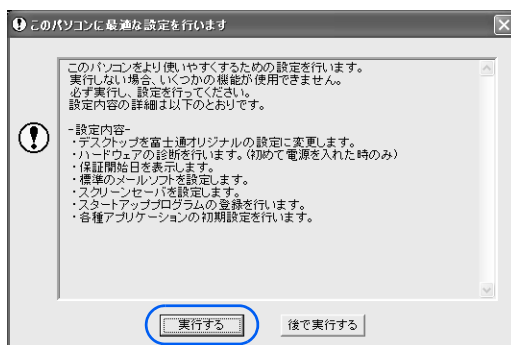 このパソコンに最適な設定を行います
このパソコンをより使いやすくするための設定を行います。
実行しない場合、いくつかの機能が使用できません。
必ず実行し、設定を行ってください。
設定内容の詳細は以下のとおりです。
-設定内容-
・デスクトップを富士通オリジナルの設定に変更します。
・ハードウェアの診断を行います。(初めて電源を入れた時のみ)
・保証開始日を表示します。
・標準のメールソフトを設定します。
・スクリーンセーバを設定します。
・スタートアッププログラムの登録を行います。
・各種アプリケーションの初期設定を行います。
実行する
後で実行する